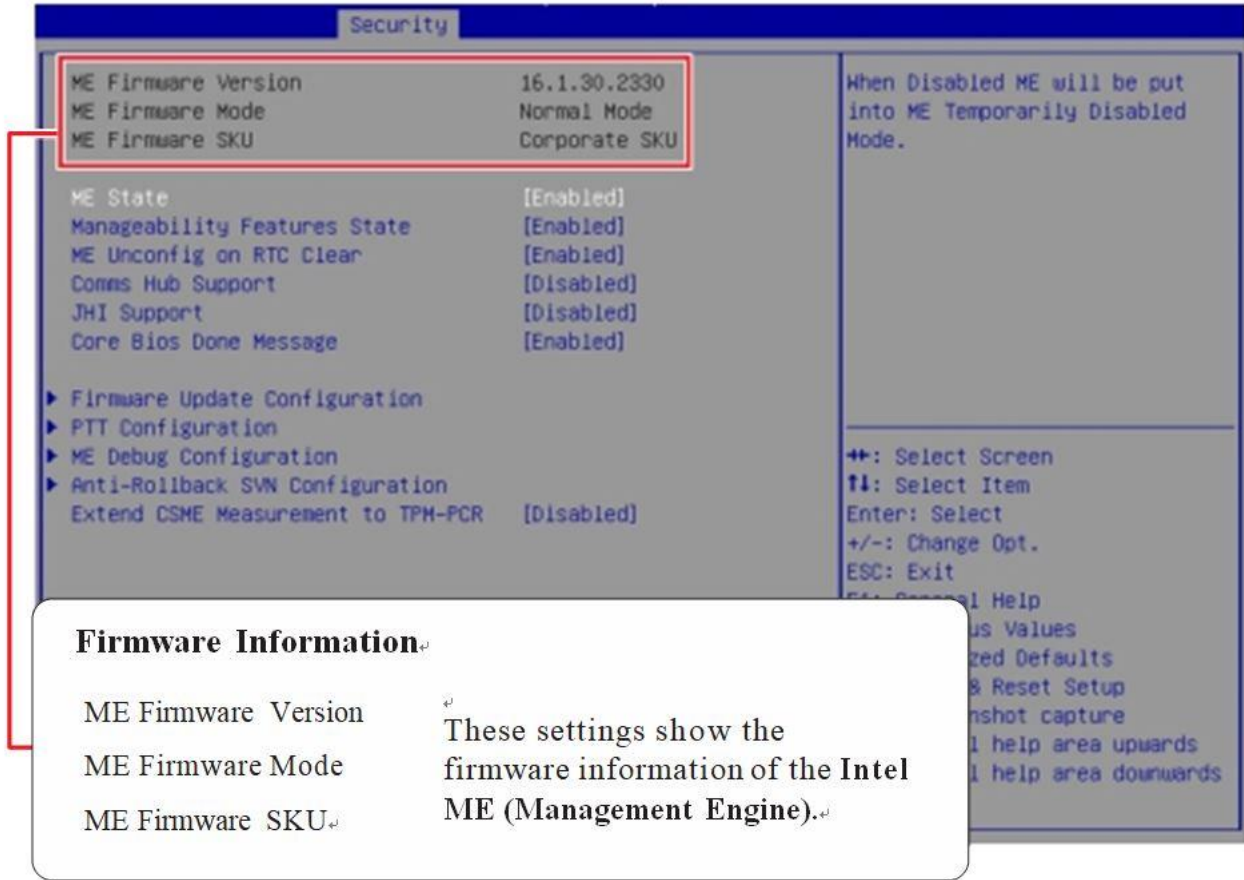 Security
ME Firmware Version 16.1.30.2330
ME Firmware Mode Normal Mode
ME Firmware SKU Corporate SKU
ME State [Enabled]
Manageability Features State [Enabled]
ME Unconfig on RTC Clear [Enabled]
Comms Hub Support [Disabled]
JHI Support [Disabled]
Core Bios Done Message [Enabled]
Firmware Update Configuration
PTT Configuration
ME Debug Configuration
Anti-Rollback SVN Configuration
Extend CSME Measurement to TPM-PCR [Disabled]
When Disabled ME will be put
into ME Temporarily Disabled
Mode.
: Select Screen
↑↓: Select Item
Enter: Select
+/-: Change Opt.
ESC: Exit
General Help
Values
Defaults
& Reset Setup
capture
help area upwards
help area downwards
Firmware Information
ME Firmware Version
ME Firmware Mode
ME Firmware SKU
These settings show the
firmware information of the Intel
ME (Management Engine).